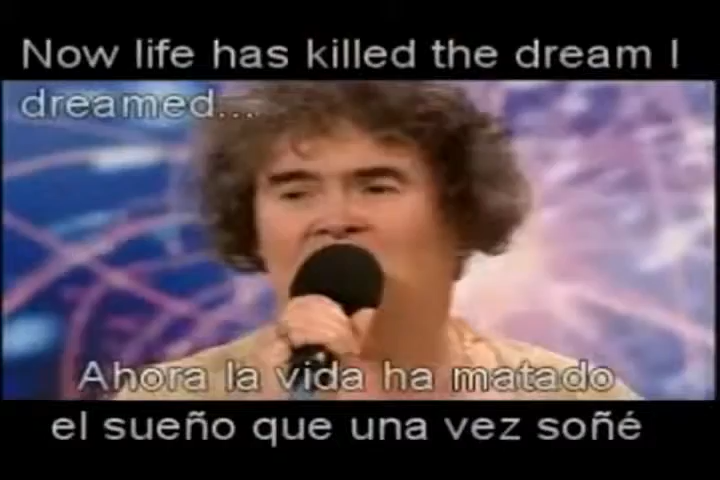 Now life has killed the dream I
dreamed...
Ahora la vida ha matado
el sueño que una vez soñé